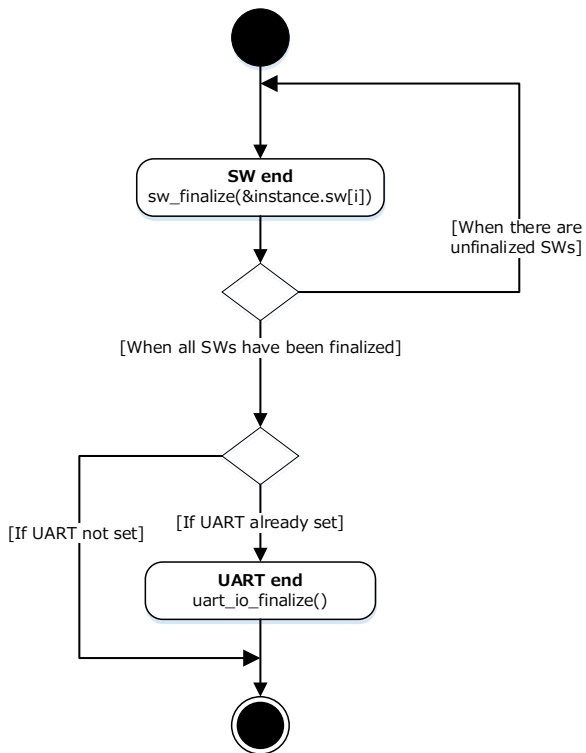 SW end
sw_finalize(&instance.sw[i])
[When there are
unfinalized SWs]
[When all SWs have been finalized]
[If UART already set]
[If UART not set]
UART end
uart_io_finalize()